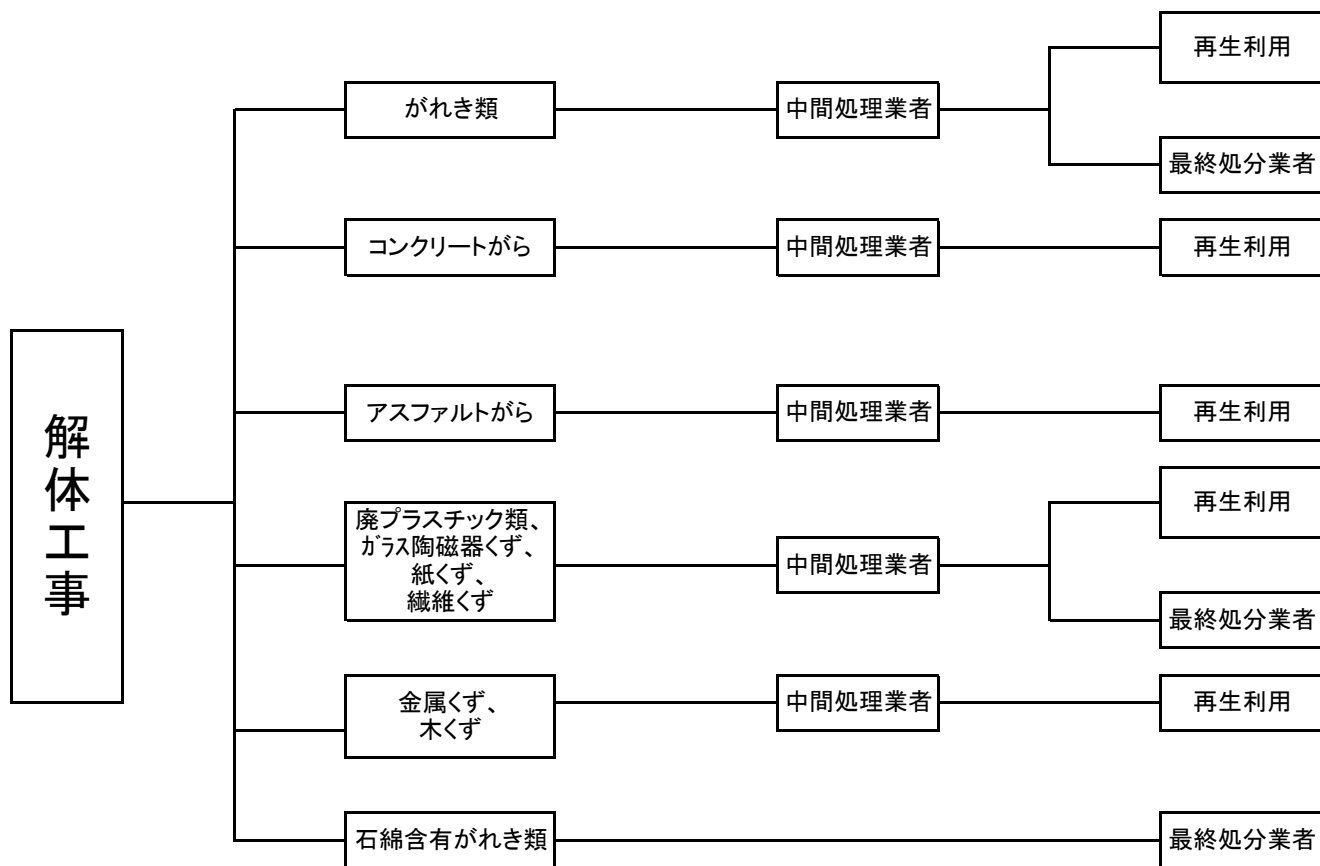 解体工事
がれき類
中間処理業者
再生利用
最終処分業者
コンクリートがら
中間処理業者
再生利用
アスファルトがら
中間処理業者
再生利用
廃プラスチック類、
ガラス陶磁器くず、
紙くず、
繊維くず
中間処理業者
再生利用
最終処分業者
金属くず、
木くず
中間処理業者
再生利用
石綿含有がれき類
最終処分業者